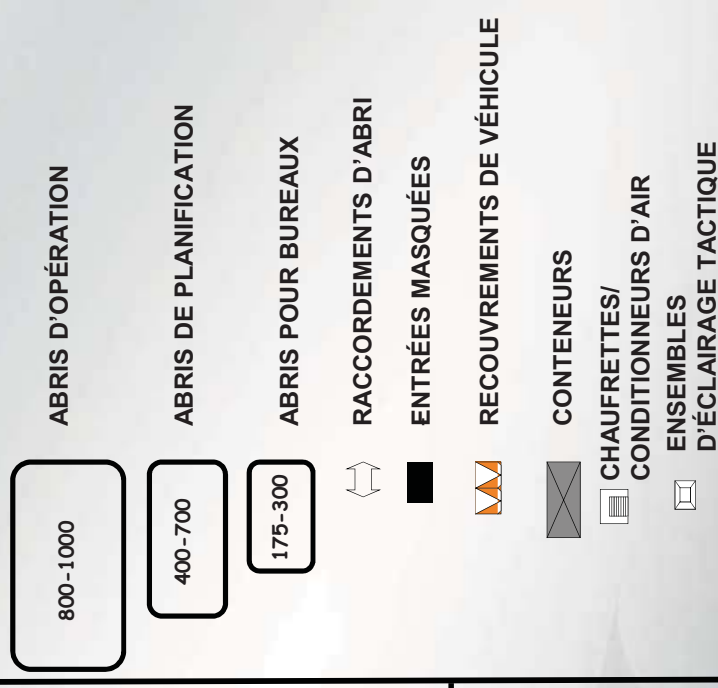 800-1000 ABRIS D'OPÉRATION
400-700 ABRIS DE PLANIFICATION
175-300 ABRIS POUR BUREAUX
RACCORDEMENTS D'ABRI
ENTRÉES MASQUÉES
RECOUVREMENTS DE VÉHICULE
CONTENEURS
CHAUFRETTES/
CONDITIONNEURS D'AIR
ENSEMBLES
D'ÉCLAIRAGE TACTIQUE